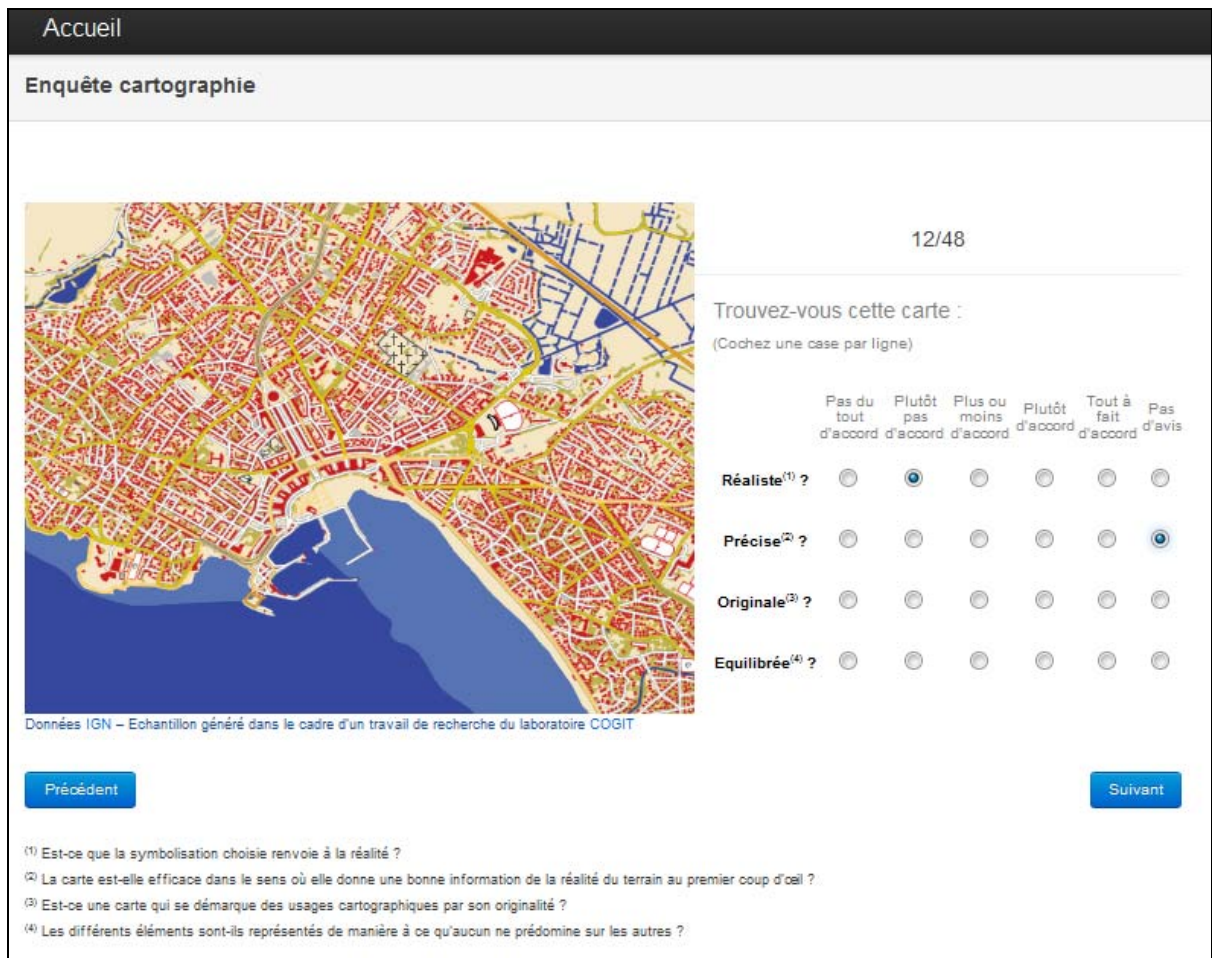 Accueil
Enquête cartographie
12/48
Trouvez-vous cette carte :
(Cochez une case par ligne)
Pas du tout d'accord
Plutôt pas d'accord
Plus ou moins d'accord
Plutôt d'accord
Tout à fait d'accord
Pas d'avis
Réaliste⁽¹⁾ ?
Précise⁽²⁾ ?
Originale⁽³⁾ ?
Equilibrée⁽⁴⁾ ?
Données IGN – Echantillon généré dans le cadre d'un travail de recherche du laboratoire COGIT
Précédent
Suivant
⁽¹⁾ Est-ce que la symbolisation choisie renvoie à la réalité ?
⁽²⁾ La carte est-elle efficace dans le sens où elle donne une bonne information de la réalité du terrain au premier coup d'œil ?
⁽³⁾ Est-ce une carte qui se démarque des usages cartographiques par son originalité ?
⁽⁴⁾ Les différents éléments sont-ils représentés de manière à ce qu'aucun ne prédomine sur les autres ?